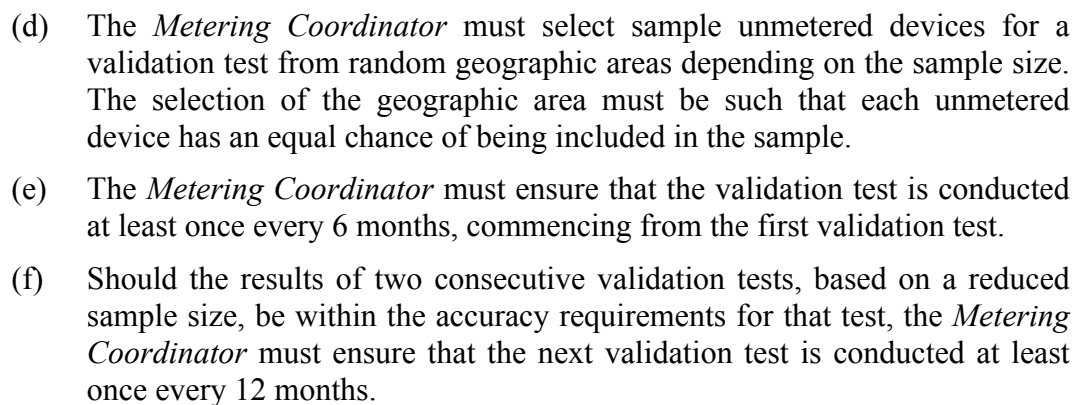 (d) The Metering Coordinator must select sample unmetered devices for a
validation test from random geographic areas depending on the sample size.
The selection of the geographic area must be such that each unmetered
device has an equal chance of being included in the sample.
(e) The Metering Coordinator must ensure that the validation test is conducted
at least once every 6 months, commencing from the first validation test.
(f) Should the results of two consecutive validation tests, based on a reduced
sample size, be within the accuracy requirements for that test, the Metering
Coordinator must ensure that the next validation test is conducted at least
once every 12 months.